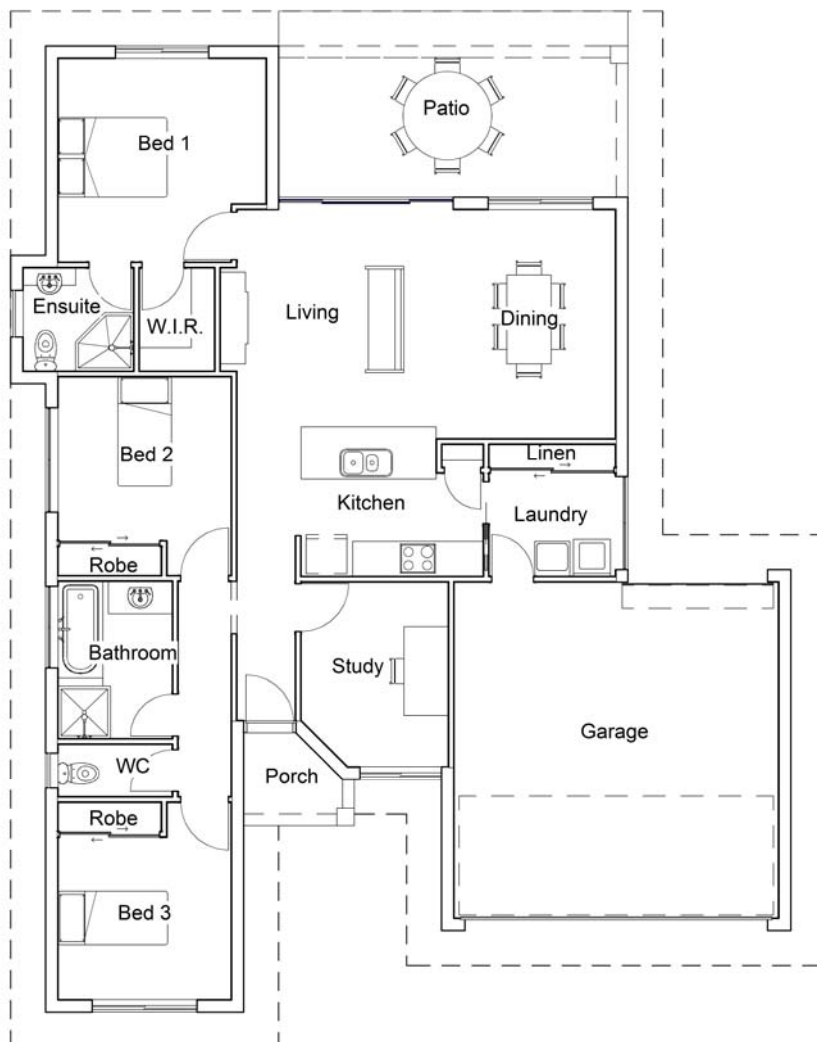 Patio
Bed 1
Ensuite
W.I.R.
Living
Dining
Bed 2
Linen
Kitchen
Laundry
Robe
Bathroom
Study
Garage
WC
Porch
Robe
Bed 3